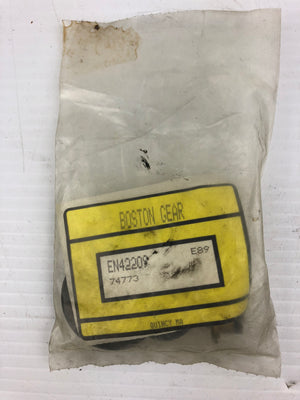 BOSTON GEAR
EN42209 E89
74773
QUINCY MA